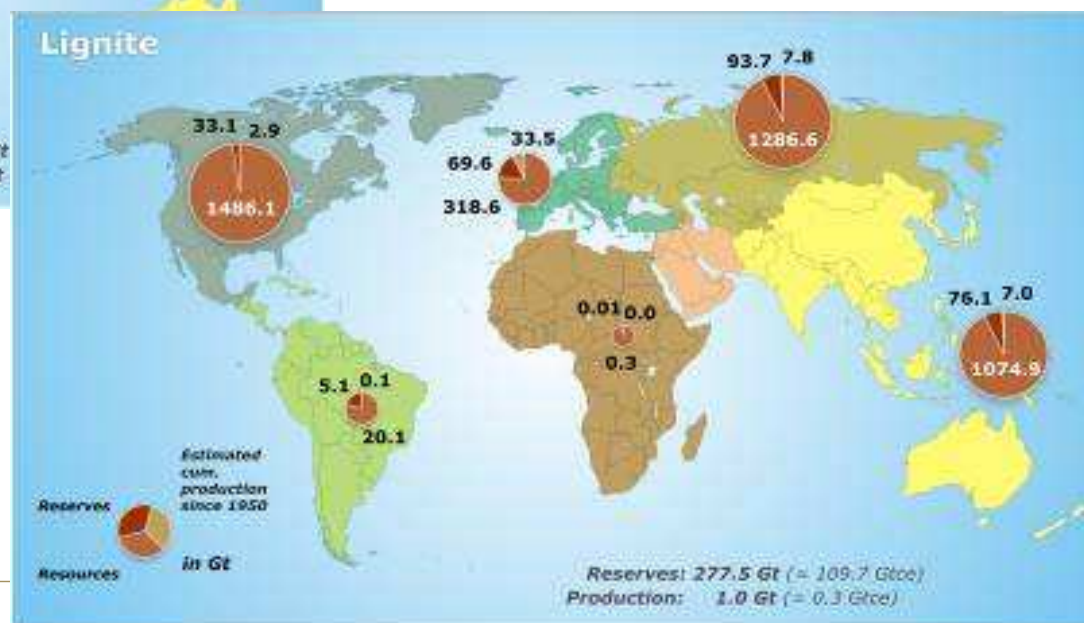 Lignite
93.7 7.8
1286.6
33.1 2.9
1486.1
33.5
69.6
318.6
76.1 7.0
1074.9
0.01 0.0
0.3
5.1 0.1
20.1
Estimated
cum.
production
since 1950
Reserves
Resources
in Gt
Reserves: 277.5 Gt (= 109.7 Gtce)
Production: 1.0 Gt (= 0.3 Gtce)